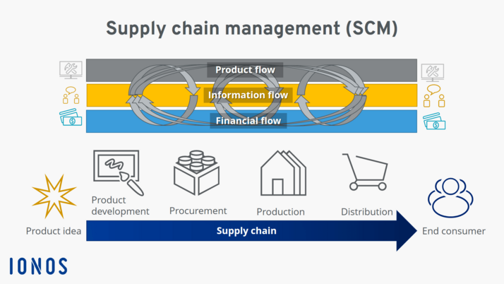 Supply chain management (SCM)
Product flow
Information flow
Financial flow
Product
development
Procurement
Production
Distribution
Product idea
Supply chain
End consumer
IONOS